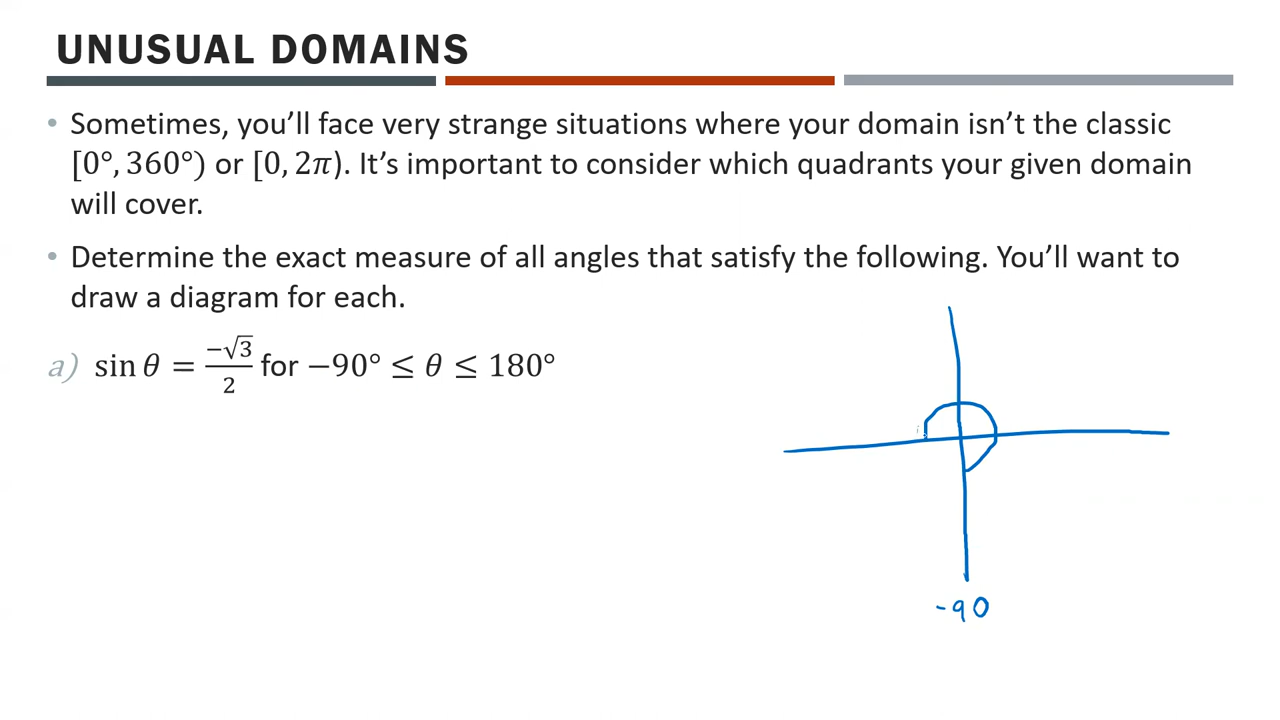 UNUSUAL DOMAINS
• Sometimes, you’ll face very strange situations where your domain isn’t the classic
[0°, 360°) or [0, 2π). It’s important to consider which quadrants your given domain
will cover.
• Determine the exact measure of all angles that satisfy the following. You’ll want to
draw a diagram for each.
a) sin θ = −√3/2 for −90° ≤ θ ≤ 180°
-90